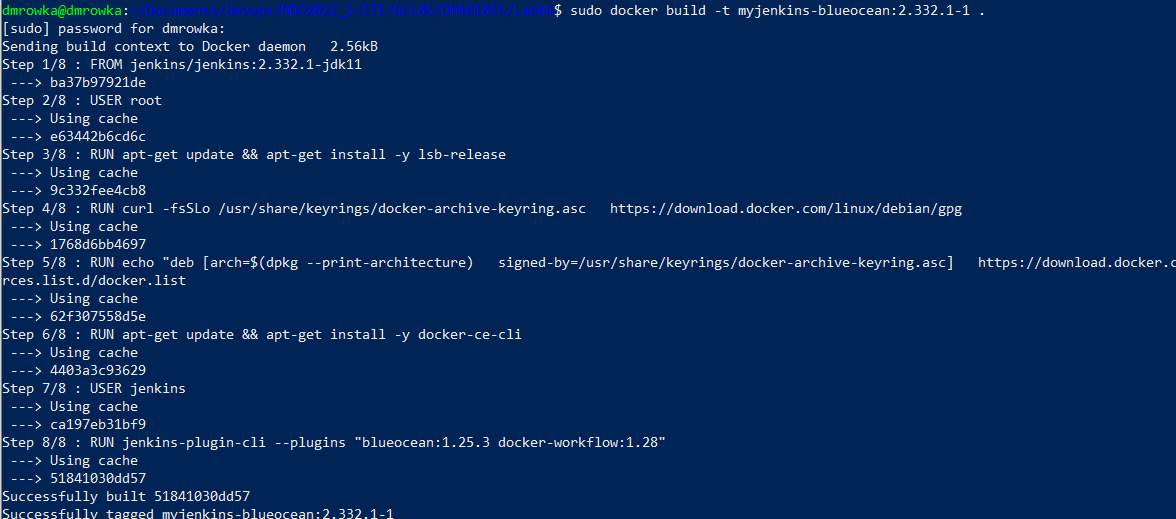 dmrowka@dmrowka:~/Documents/devops/MDO2022_S/ITE/GCL06/DM401055/Lab04$ sudo docker build -t myjenkins-blueocean:2.332.1-1 .
[sudo] password for dmrowka:
Sending build context to Docker daemon   2.56kB
Step 1/8 : FROM jenkins/jenkins:2.332.1-jdk11
 ---> ba37b97921de
Step 2/8 : USER root
 ---> Using cache
 ---> e63442b6cd6c
Step 3/8 : RUN apt-get update && apt-get install -y lsb-release
 ---> Using cache
 ---> 9c332fee4cb8
Step 4/8 : RUN curl -fsSLo /usr/share/keyrings/docker-archive-keyring.asc   https://download.docker.com/linux/debian/gpg
 ---> Using cache
 ---> 1768d6bb4697
Step 5/8 : RUN echo "deb [arch=$(dpkg --print-architecture)   signed-by=/usr/share/keyrings/docker-archive-keyring.asc]   https://download.docker.c
rces.list.d/docker.list
 ---> Using cache
 ---> 62f307558d5e
Step 6/8 : RUN apt-get update && apt-get install -y docker-ce-cli
 ---> Using cache
 ---> 4403a3c93629
Step 7/8 : USER jenkins
 ---> Using cache
 ---> ca197eb31bf9
Step 8/8 : RUN jenkins-plugin-cli --plugins "blueocean:1.25.3 docker-workflow:1.28"
 ---> Using cache
 ---> 51841030dd57
Successfully built 51841030dd57
Successfully tagged myjenkins-blueocean:2.332.1-1